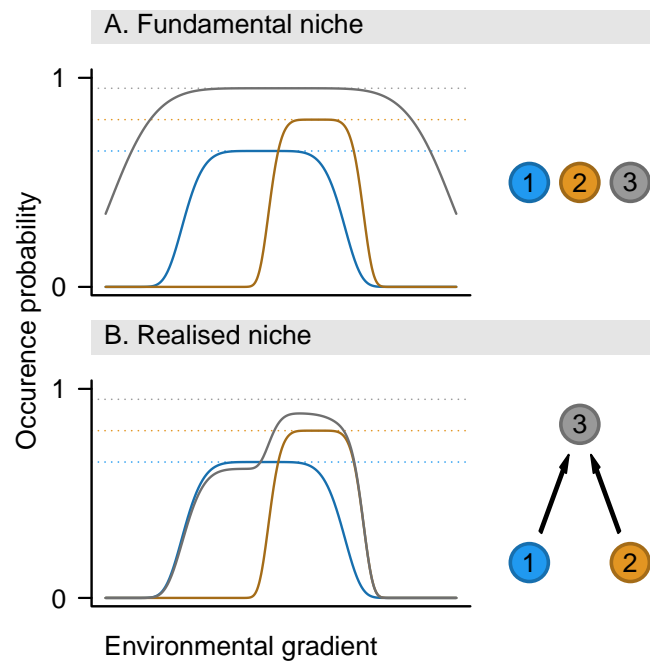 A. Fundamental niche
1
0
1 2 3
Occurence probability
B. Realised niche
1
0
3
1 2
Environmental gradient